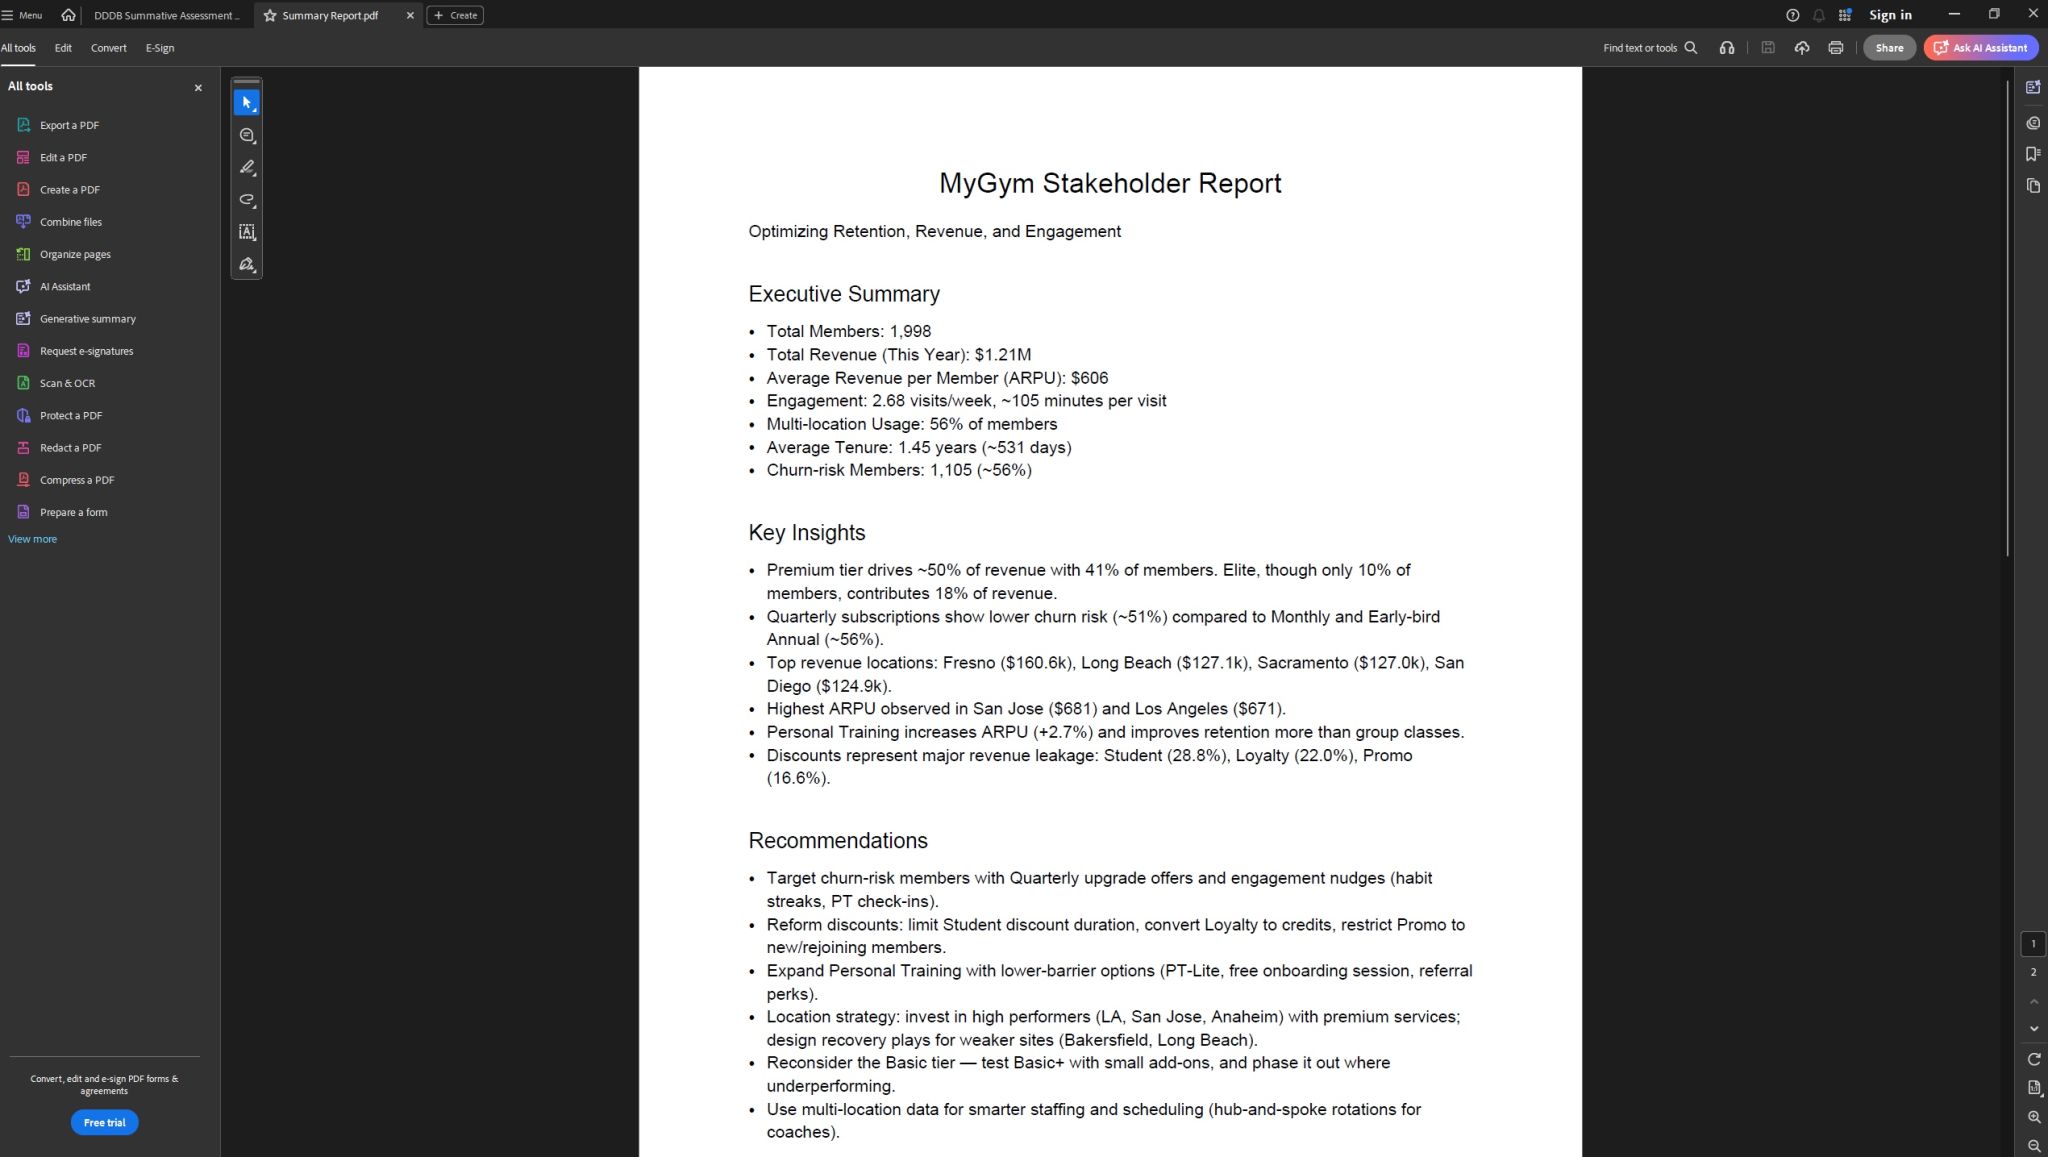 Menu
DDDB Summative Assessment ...
Summary Report.pdf
Create
Sign in
All tools
Edit
Convert
E-Sign
Find text or tools
Share
Ask AI Assistant
All tools
Export a PDF
Edit a PDF
Create a PDF
Combine files
Organize pages
AI Assistant
Generative summary
Request e-signatures
Scan & OCR
Protect a PDF
Redact a PDF
Compress a PDF
Prepare a form
View more
Convert, edit and e-sign PDF forms &
agreements
Free trial
MyGym Stakeholder Report
Optimizing Retention, Revenue, and Engagement
Executive Summary
• Total Members: 1,998
• Total Revenue (This Year): $1.21M
• Average Revenue per Member (ARPU): $606
• Engagement: 2.68 visits/week, ~105 minutes per visit
• Multi-location Usage: 56% of members
• Average Tenure: 1.45 years (~531 days)
• Churn-risk Members: 1,105 (~56%)
Key Insights
• Premium tier drives ~50% of revenue with 41% of members. Elite, though only 10% of
members, contributes 18% of revenue.
• Quarterly subscriptions show lower churn risk (~51%) compared to Monthly and Early-bird
Annual (~56%).
• Top revenue locations: Fresno ($160.6k), Long Beach ($127.1k), Sacramento ($127.0k), San
Diego ($124.9k).
• Highest ARPU observed in San Jose ($681) and Los Angeles ($671).
• Personal Training increases ARPU (+2.7%) and improves retention more than group classes.
• Discounts represent major revenue leakage: Student (28.8%), Loyalty (22.0%), Promo
(16.6%).
Recommendations
• Target churn-risk members with Quarterly upgrade offers and engagement nudges (habit
streaks, PT check-ins).
• Reform discounts: limit Student discount duration, convert Loyalty to credits, restrict Promo to
new/rejoining members.
• Expand Personal Training with lower-barrier options (PT-Lite, free onboarding session, referral
perks).
• Location strategy: invest in high performers (LA, San Jose, Anaheim) with premium services;
design recovery plays for weaker sites (Bakersfield, Long Beach).
• Reconsider the Basic tier — test Basic+ with small add-ons, and phase it out where
underperforming.
• Use multi-location data for smarter staffing and scheduling (hub-and-spoke rotations for
coaches).
1
2